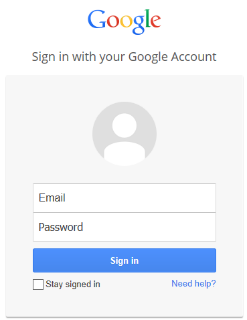 Google
Sign in with your Google Account
Email
Password
Sign in
Stay signed in Need help?